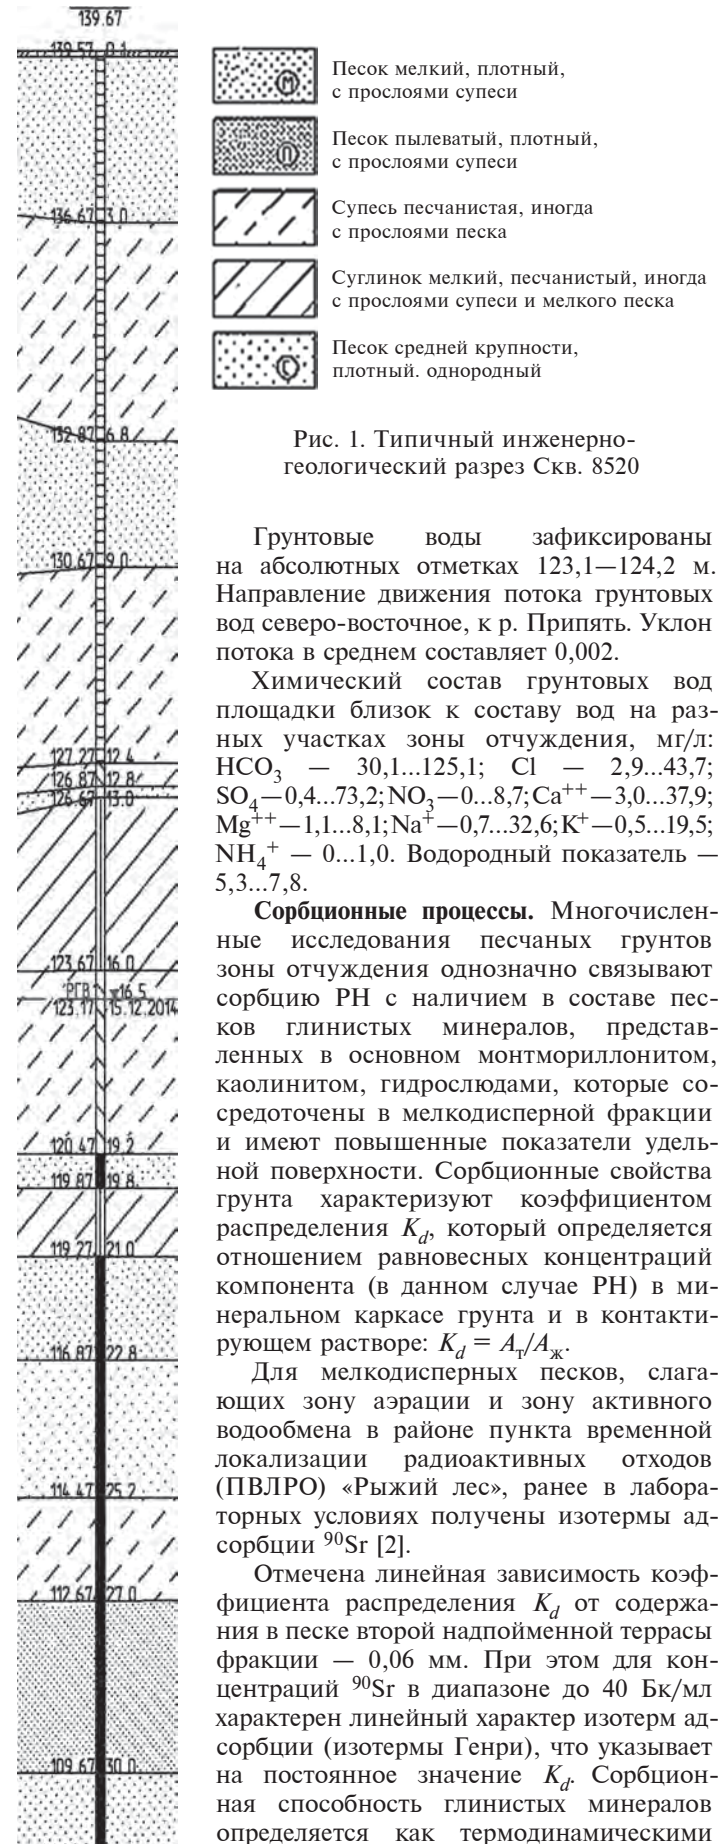 139.67
139.57 0.1
136.67 3.0
132.87 6.8
130.67 9.0
127.27 12.4
126.87 12.8
126.67 13.0
123.67 16.0
РГВ 16.5
123.17 15.12.2014
120.47 19.2
119.87 19.8
119.27 21.0
116.87 22.8
114.47 25.2
112.67 27.0
109.67 30.0
М
Песок мелкий, плотный,
с прослоями супеси
П
Песок пылеватый, плотный,
с прослоями супеси
Супесь песчанистая, иногда
с прослоями песка
Суглинок мелкий, песчанистый, иногда
с прослоями супеси и мелкого песка
С
Песок средней крупности,
плотный. однородный
Рис. 1. Типичный инженерно-
геологический разрез Скв. 8520
Грунтовые воды зафиксированы
на абсолютных отметках 123,1—124,2 м.
Направление движения потока грунтовых
вод северо-восточное, к р. Припять. Уклон
потока в среднем составляет 0,002.
Химический состав грунтовых вод
площадки близок к составу вод на раз-
ных участках зоны отчуждения, мг/л:
HCO₃ — 30,1...125,1; Cl — 2,9...43,7;
SO₄—0,4...73,2; NO₃—0...8,7; Ca⁺⁺—3,0...37,9;
Mg⁺⁺—1,1...8,1; Na⁺—0,7...32,6; K⁺—0,5...19,5;
NH₄⁺ — 0...1,0. Водородный показатель —
5,3...7,8.
Сорбционные процессы. Многочислен-
ные исследования песчаных грунтов
зоны отчуждения однозначно связывают
сорбцию РН с наличием в составе пес-
ков глинистых минералов, представ-
ленных в основном монтмориллонитом,
каолинитом, гидрослюдами, которые со-
средоточены в мелкодисперной фракции
и имеют повышенные показатели удель-
ной поверхности. Сорбционные свойства
грунта характеризуют коэффициентом
распределения K_d, который определяется
отношением равновесных концентраций
компонента (в данном случае РН) в ми-
неральном каркасе грунта и в контакти-
рующем растворе: K_d = A_т/A_ж.
Для мелкодисперных песков, слага-
ющих зону аэрации и зону активного
водообмена в районе пункта временной
локализации радиоактивных отходов
(ПВЛРО) «Рыжий лес», ранее в лабора-
торных условиях получены изотермы ад-
сорбции ⁹⁰Sr [2].
Отмечена линейная зависимость коэф-
фициента распределения K_d от содержа-
ния в песке второй надпойменной террасы
фракции — 0,06 мм. При этом для кон-
центраций ⁹⁰Sr в диапазоне до 40 Бк/мл
характерен линейный характер изотерм ад-
сорбции (изотермы Генри), что указывает
на постоянное значение K_d. Сорбцион-
ная способность глинистых минералов
определяется как термодинамическими